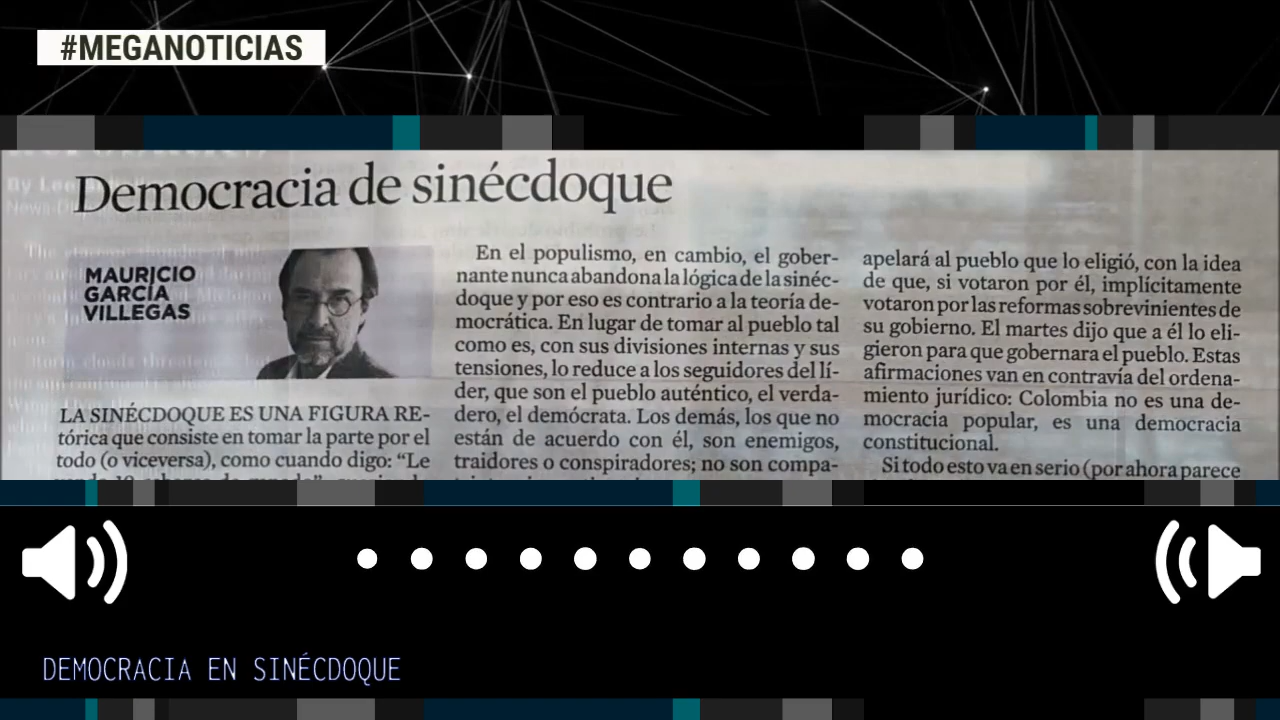 #MEGANOTICIAS
Democracia de sinécdoque
MAURICIO
GARCÍA
VILLEGAS
LA SINÉCDOQUE ES UNA FIGURA RE-
tórica que consiste en tomar la parte por el
todo (o viceversa), como cuando digo: “Le
En el populismo, en cambio, el gober-
nante nunca abandona la lógica de la sinéc-
doque y por eso es contrario a la teoría de-
mocrática. En lugar de tomar al pueblo tal
como es, con sus divisiones internas y sus
tensiones, lo reduce a los seguidores del lí-
der, que son el pueblo auténtico, el verda-
dero, el demócrata. Los demás, los que no
están de acuerdo con él, son enemigos,
traidores o conspiradores; no son compa-
apelará al pueblo que lo eligió, con la idea
de que, si votaron por él, implícitamente
votaron por las reformas sobrevinientes de
su gobierno. El martes dijo que a él lo eli-
gieron para que gobernara el pueblo. Estas
afirmaciones van en contravía del ordena-
miento jurídico: Colombia no es una de-
mocracia popular, es una democracia
constitucional.
Si todo esto va en serio (por ahora parece
DEMOCRACIA EN SINÉCDOQUE